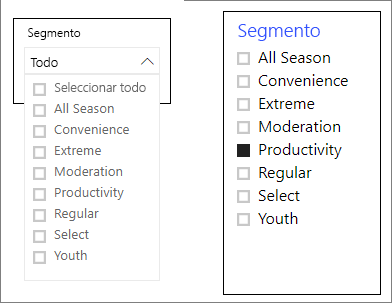 Segmento
Todo
Seleccionar todo
All Season
Convenience
Extreme
Moderation
Productivity
Regular
Select
Youth
Segmento
All Season
Convenience
Extreme
Moderation
Productivity
Regular
Select
Youth